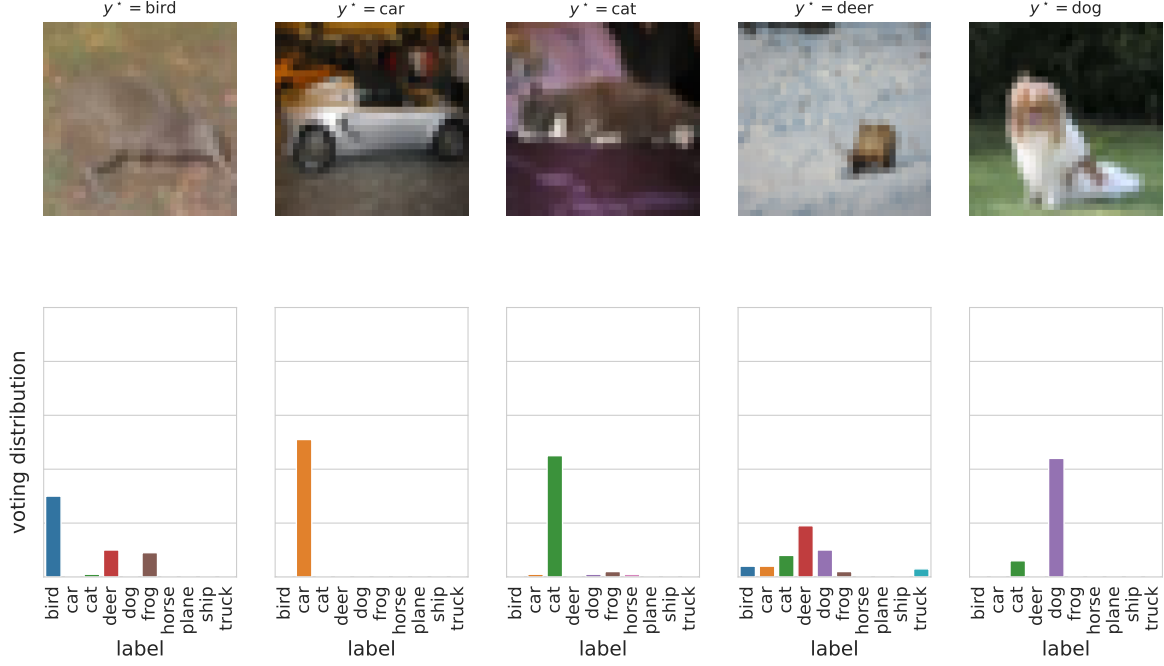 y* = bird
y* = car
y* = cat
y* = deer
y* = dog
voting distribution
bird car cat deer dog frog horse plane ship truck
bird car cat deer dog frog horse plane ship truck
bird car cat deer dog frog horse plane ship truck
bird car cat deer dog frog horse plane ship truck
bird car cat deer dog frog horse plane ship truck
label
label
label
label
label